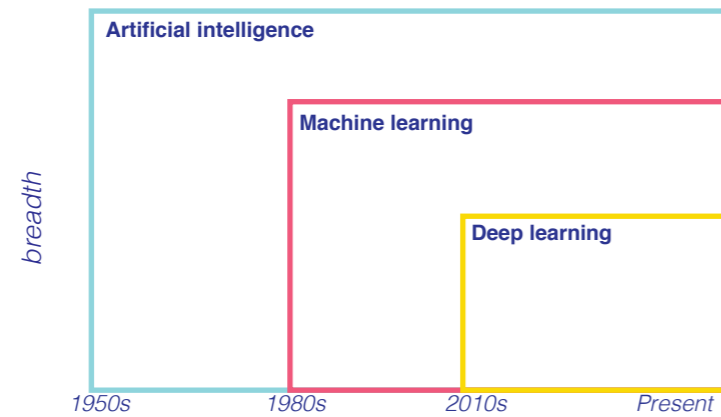 Artificial intelligence
Machine learning
Deep learning
breadth
1950s 1980s 2010s Present